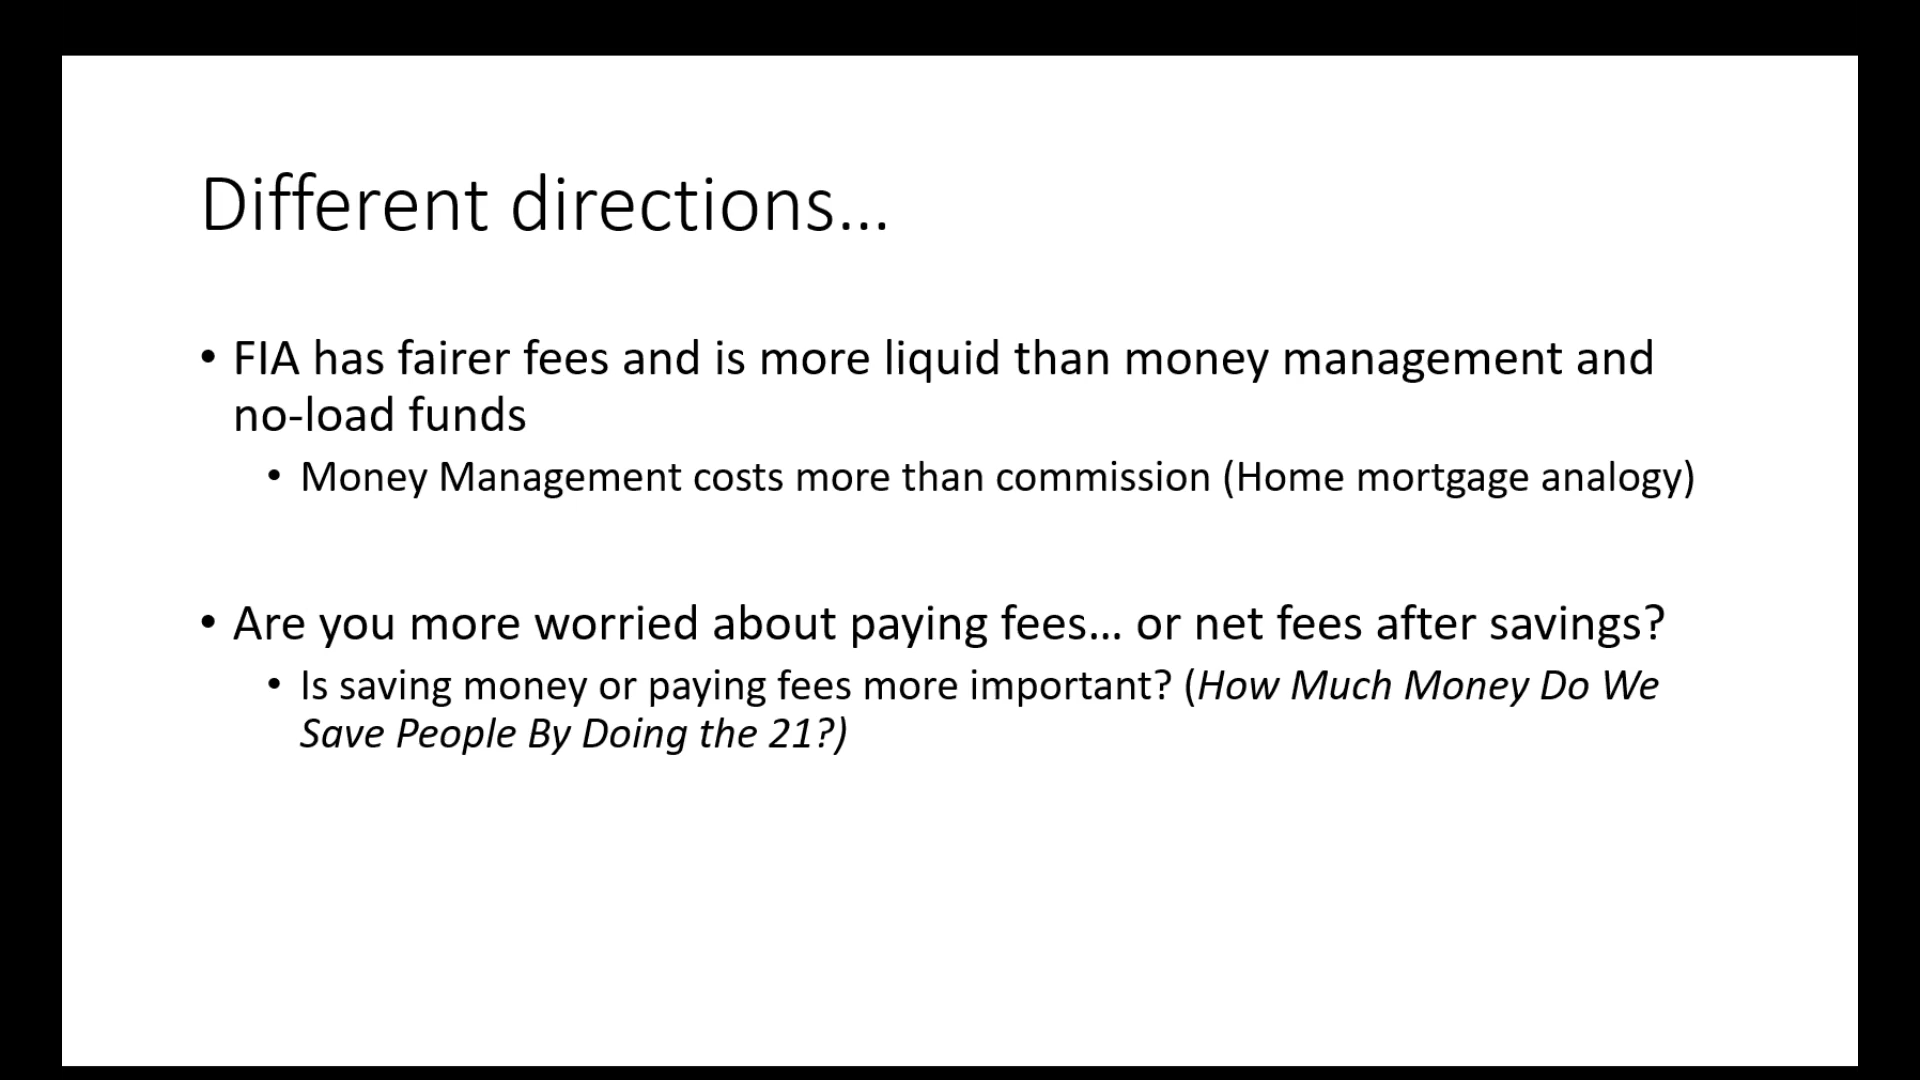 Different directions...
• FIA has fairer fees and is more liquid than money management and
no-load funds
• Money Management costs more than commission (Home mortgage analogy)
• Are you more worried about paying fees... or net fees after savings?
• Is saving money or paying fees more important? (How Much Money Do We
Save People By Doing the 21?)